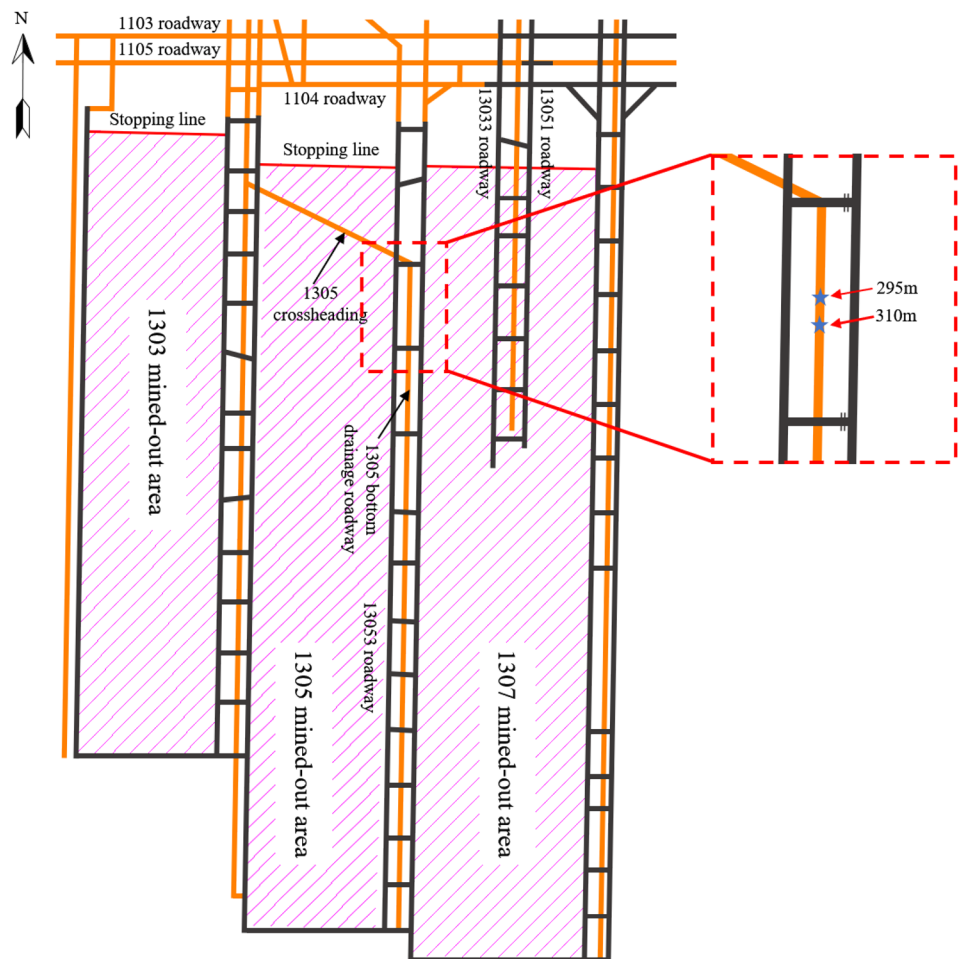 N
1103 roadway
1105 roadway
1104 roadway
Stopping line
Stopping line
13033 roadway
13051 roadway
1305
crossheading
295m
310m
1303 mined-out area
1305 bottom
drainage roadway
13053 roadway
1305 mined-out area
1307 mined-out area